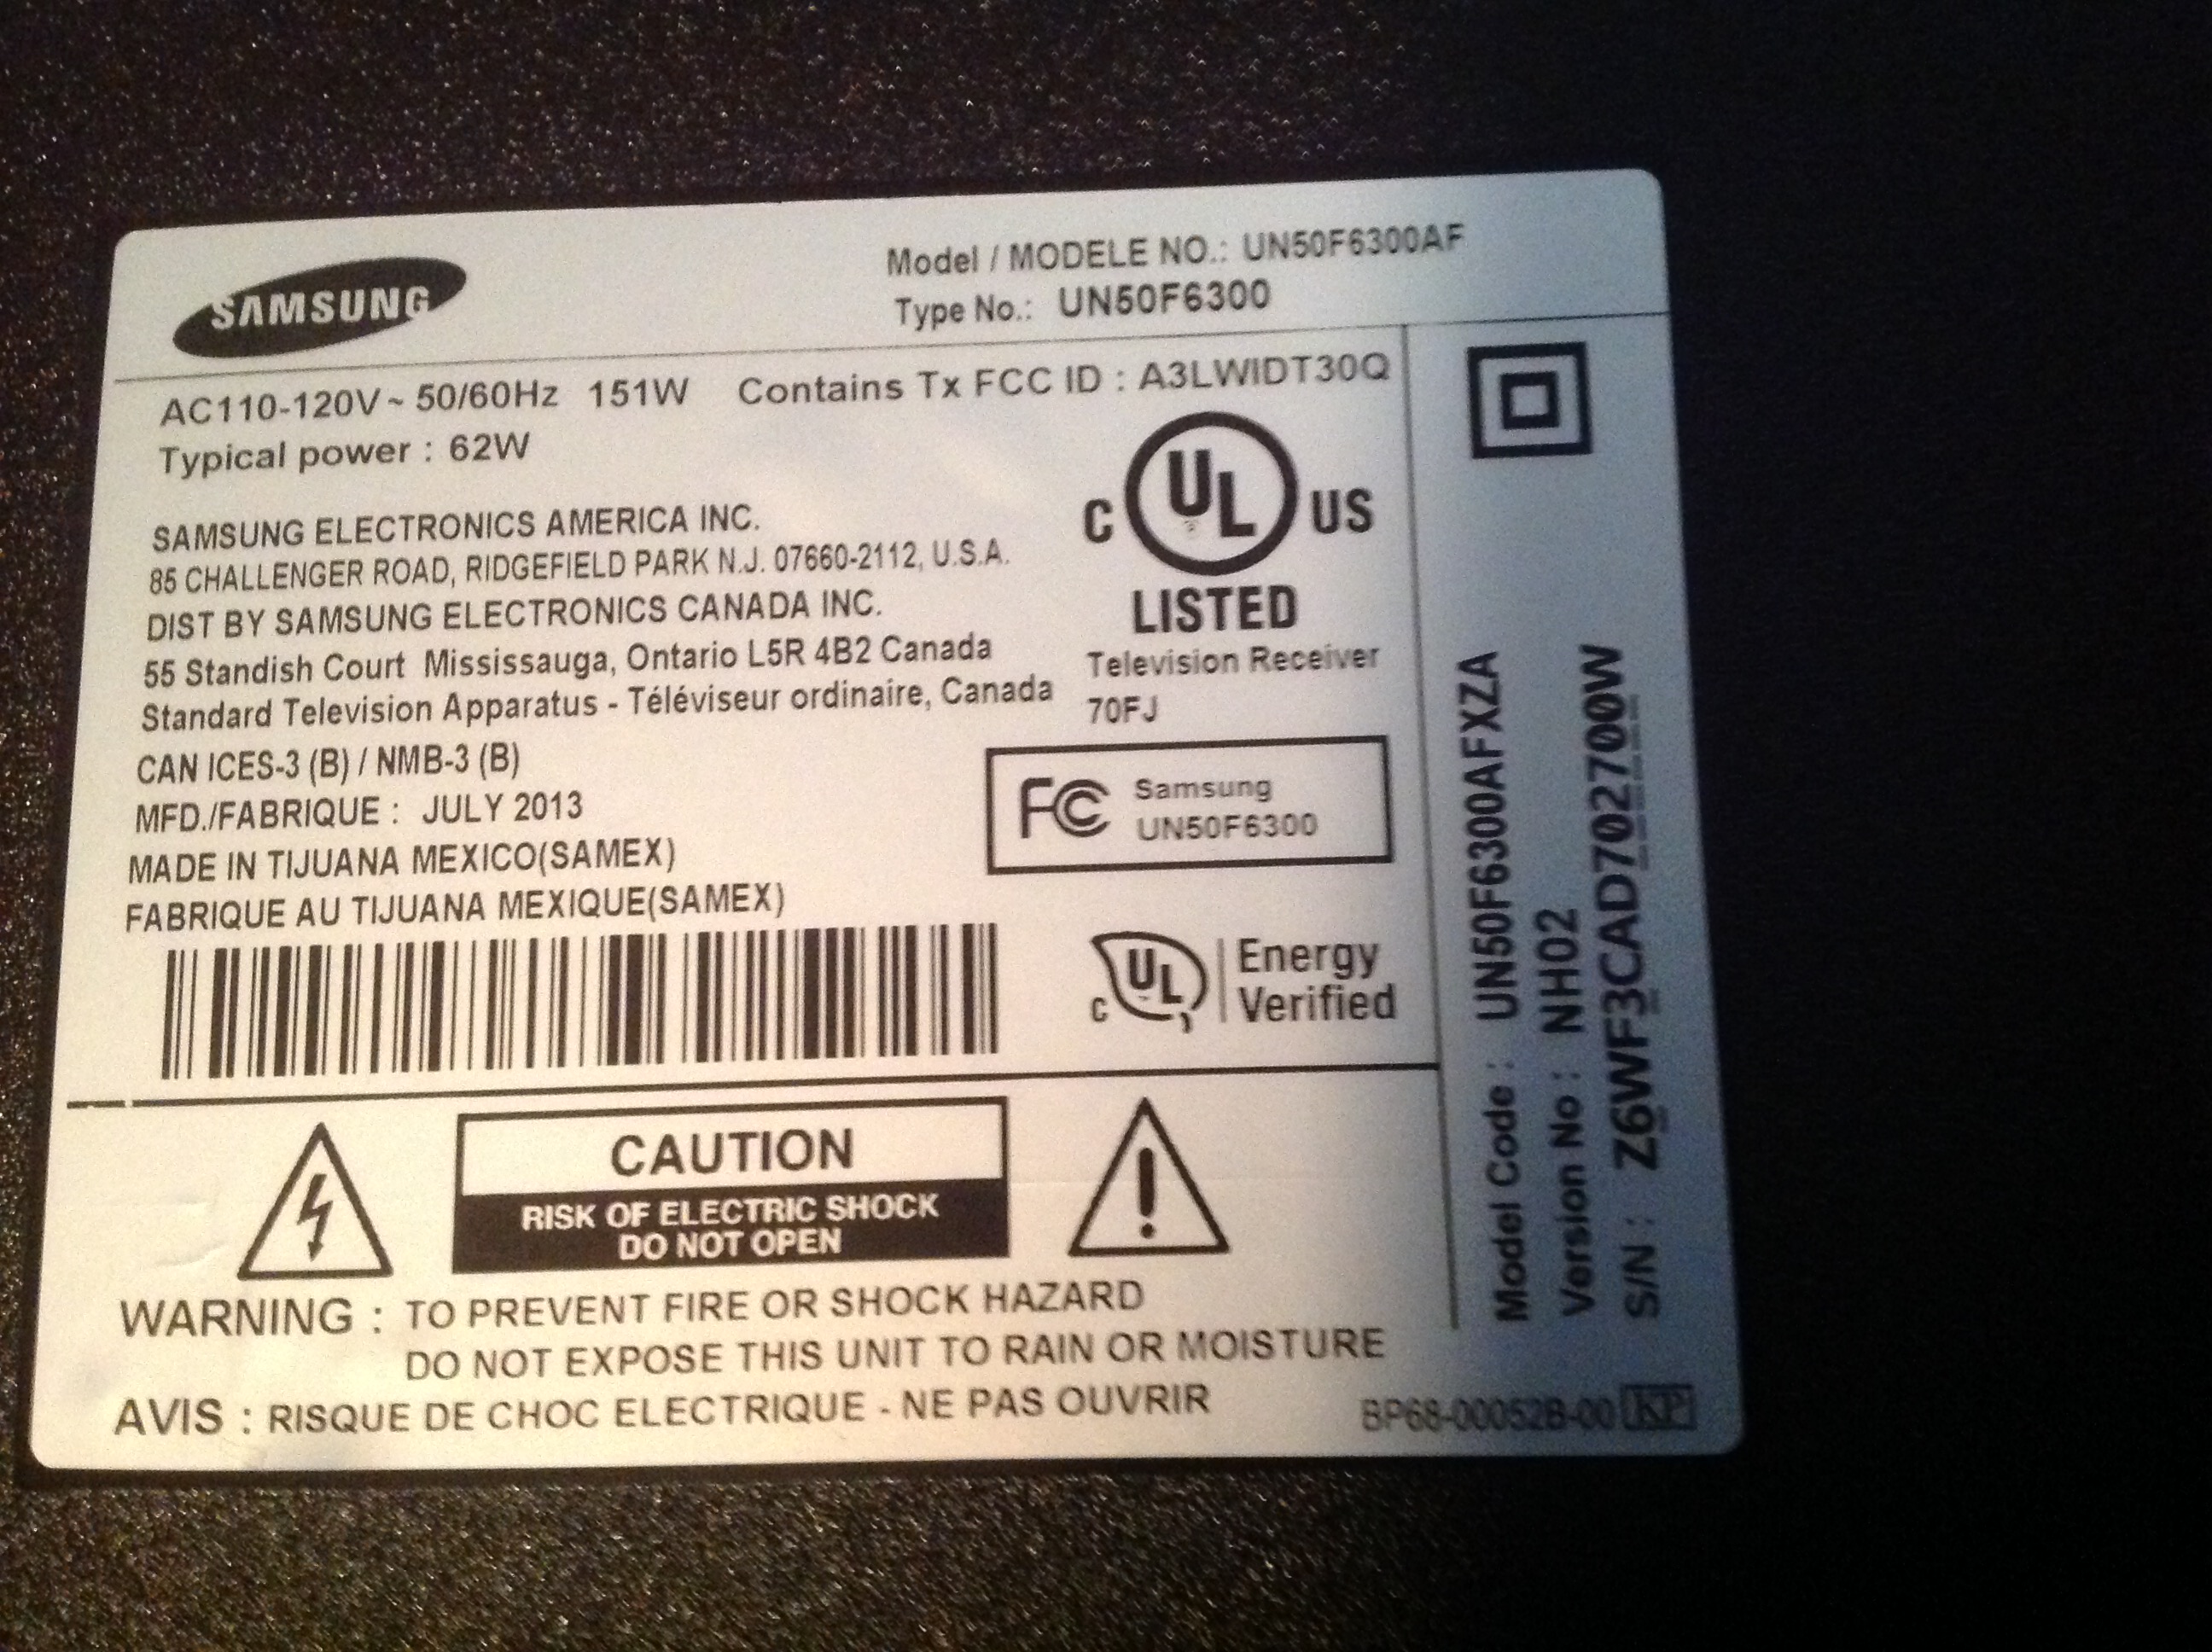 SAMSUNG
Model / MODELE NO.: UN50F6300AF
Type No.: UN50F6300
AC110-120V~ 50/60Hz 151W Contains Tx FCC ID : A3LWIDT30Q
Typical power : 62W
SAMSUNG ELECTRONICS AMERICA INC.
85 CHALLENGER ROAD, RIDGEFIELD PARK N.J. 07660-2112, U.S.A.
DIST BY SAMSUNG ELECTRONICS CANADA INC.
55 Standish Court Mississauga, Ontario L5R 4B2 Canada
Standard Television Apparatus - Téléviseur ordinaire, Canada
CAN ICES-3 (B) / NMB-3 (B)
MFD./FABRIQUE : JULY 2013
MADE IN TIJUANA MEXICO(SAMEX)
FABRIQUE AU TIJUANA MEXIQUE(SAMEX)
C UL US
LISTED
Television Receiver
70FJ
FC Samsung
UN50F6300
C UL Energy
Verified
CAUTION
RISK OF ELECTRIC SHOCK
DO NOT OPEN
WARNING : TO PREVENT FIRE OR SHOCK HAZARD
DO NOT EXPOSE THIS UNIT TO RAIN OR MOISTURE
AVIS : RISQUE DE CHOC ELECTRIQUE - NE PAS OUVRIR
BP68-00052B-00 KP
Model Code : UN50F6300AFXZA
Version No : NH02
S/N : Z6WF3CAD702700W